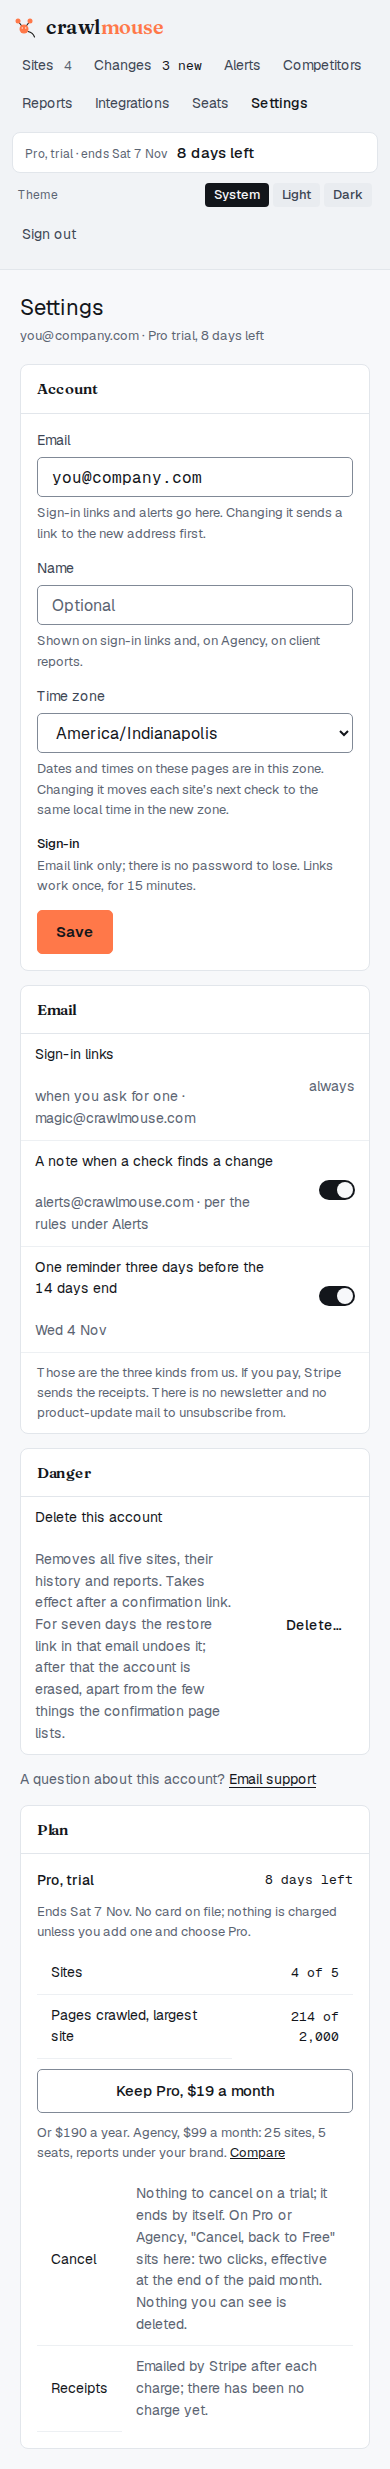 crawlmouse
Sites 4 Changes 3 new Alerts Competitors
Reports Integrations Seats Settings
Pro, trial · ends Sat 7 Nov 8 days left
Theme System Light Dark
Sign out
Settings
you@company.com · Pro trial, 8 days left
Account
Email
you@company.com
Sign-in links and alerts go here. Changing it sends a
link to the new address first.
Name
Optional
Shown on sign-in links and, on Agency, on client
reports.
Time zone
America/Indianapolis
Dates and times on these pages are in this zone.
Changing it moves each site's next check to the
same local time in the new zone.
Sign-in
Email link only; there is no password to lose. Links
work once, for 15 minutes.
Save
Email
Sign-in links
when you ask for one ·
magic@crawlmouse.com
always
A note when a check finds a change
alerts@crawlmouse.com · per the
rules under Alerts
One reminder three days before the
14 days end
Wed 4 Nov
Those are the three kinds from us. If you pay, Stripe
sends the receipts. There is no newsletter and no
product-update mail to unsubscribe from.
Danger
Delete this account
Removes all five sites, their
history and reports. Takes
effect after a confirmation link.
For seven days the restore
link in that email undoes it;
after that the account is
erased, apart from the few
things the confirmation page
lists.
Delete…
A question about this account? Email support
Plan
Pro, trial 8 days left
Ends Sat 7 Nov. No card on file; nothing is charged
unless you add one and choose Pro.
Sites 4 of 5
Pages crawled, largest
site
214 of
2,000
Keep Pro, $19 a month
Or $190 a year. Agency, $99 a month: 25 sites, 5
seats, reports under your brand. Compare
Cancel
Nothing to cancel on a trial; it
ends by itself. On Pro or
Agency, "Cancel, back to Free"
sits here: two clicks, effective
at the end of the paid month.
Nothing you can see is
deleted.
Receipts
Emailed by Stripe after each
charge; there has been no
charge yet.